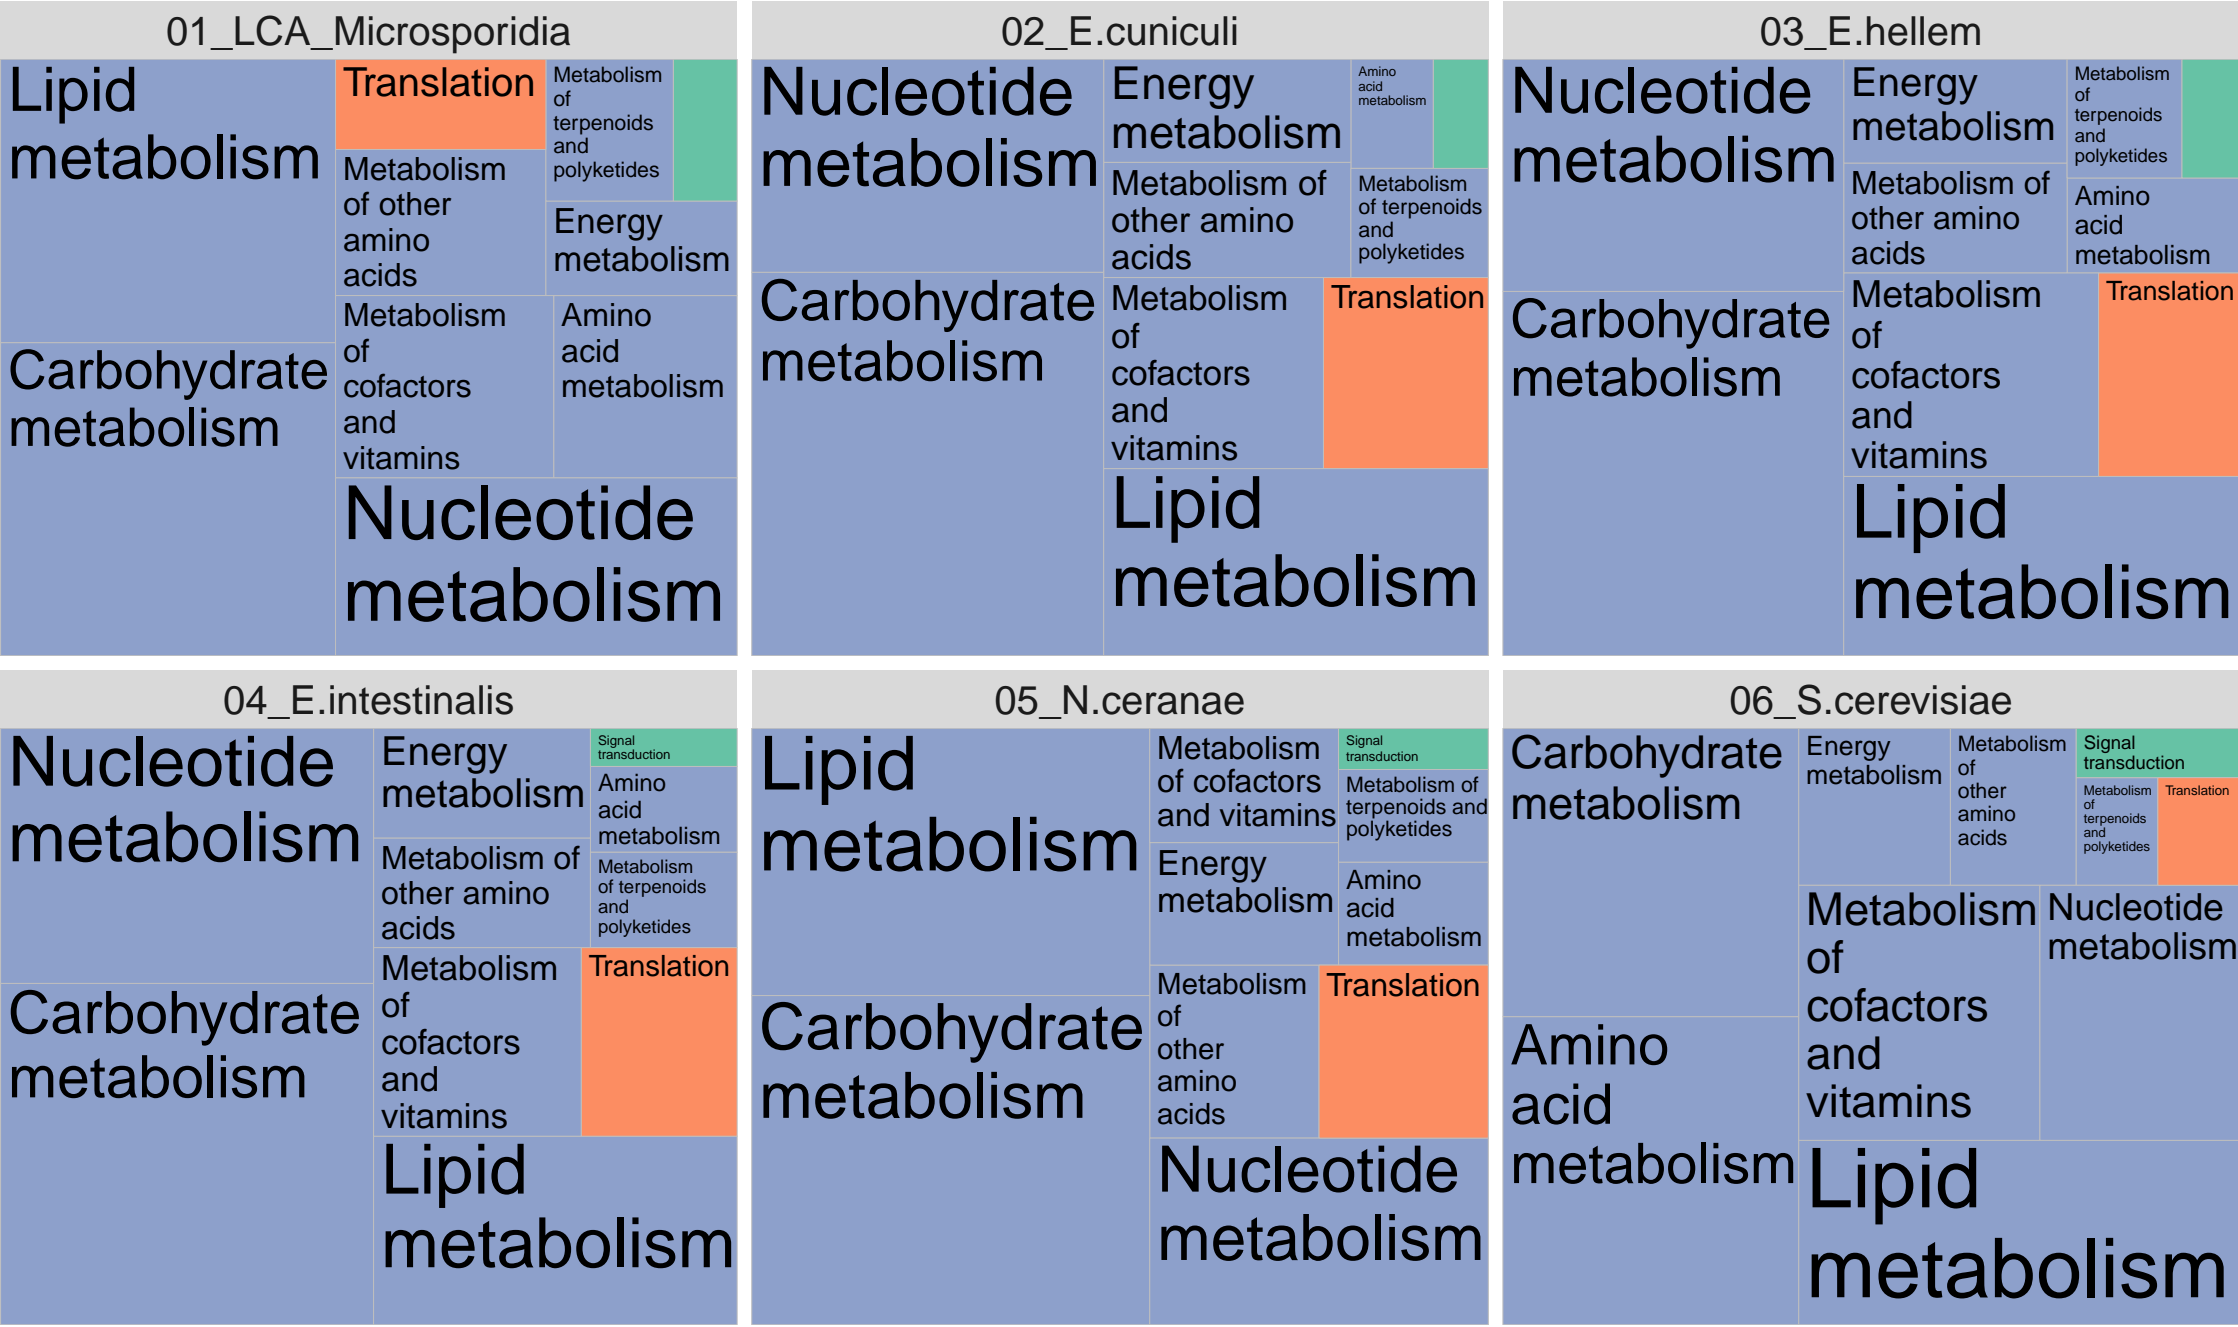 01_LCA_Microsporidia
Lipid
metabolism
Carbohydrate
metabolism
Translation
Metabolism
of other
amino
acids
Metabolism
of
terpenoids
and
polyketides
Energy
metabolism
Metabolism
of
cofactors
and
vitamins
Amino
acid
metabolism
Nucleotide
metabolism
02_E.cuniculi
Nucleotide
metabolism
Carbohydrate
metabolism
Energy
metabolism
Metabolism of
other amino
acids
Amino
acid
metabolism
Metabolism
of terpenoids
and
polyketides
Metabolism
of
cofactors
and
vitamins
Translation
Lipid
metabolism
03_E.hellem
Nucleotide
metabolism
Carbohydrate
metabolism
Energy
metabolism
Metabolism of
other amino
acids
Metabolism
of
terpenoids
and
polyketides
Amino
acid
metabolism
Metabolism
of
cofactors
and
vitamins
Translation
Lipid
metabolism
04_E.intestinalis
Nucleotide
metabolism
Carbohydrate
metabolism
Energy
metabolism
Metabolism of
other amino
acids
Signal
transduction
Amino
acid
metabolism
Metabolism
of terpenoids
and
polyketides
Metabolism
of
cofactors
and
vitamins
Translation
Lipid
metabolism
05_N.ceranae
Lipid
metabolism
Carbohydrate
metabolism
Metabolism
of cofactors
and vitamins
Energy
metabolism
Signal
transduction
Metabolism of
terpenoids and
polyketides
Amino
acid
metabolism
Metabolism
of
other
amino
acids
Translation
Nucleotide
metabolism
06_S.cerevisiae
Carbohydrate
metabolism
Amino
acid
metabolism
Energy
metabolism
Metabolism
of
other
amino
acids
Signal
transduction
Metabolism
of
terpenoids
and
polyketides
Translation
Metabolism
of
cofactors
and
vitamins
Nucleotide
metabolism
Lipid
metabolism